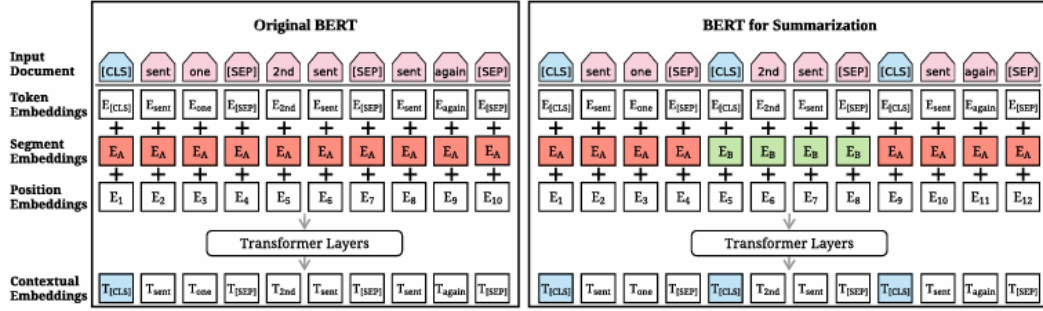 Original BERT
BERT for Summarization
Input Document
[CLS] sent one [SEP] 2nd sent [SEP] sent again [SEP]
[CLS] sent one [SEP] [CLS] 2nd sent [SEP] [CLS] sent again [SEP]
Token Embeddings
E[CLS] Esent Eone E[SEP] E2nd Esent E[SEP] Esent Eagain E[SEP]
E[CLS] Esent Eone E[SEP] E[CLS] E2nd Esent E[SEP] E[CLS] Esent Eagain E[SEP]
+ + + + + + + + + +
+ + + + + + + + + + + +
Segment Embeddings
EA EA EA EA EA EA EA EA EA EA
EA EA EA EA EB EB EB EB EA EA EA EA
+ + + + + + + + + +
+ + + + + + + + + + + +
Position Embeddings
E1 E2 E3 E4 E5 E6 E7 E8 E9 E10
E1 E2 E3 E4 E5 E6 E7 E8 E9 E10 E11 E12
Transformer Layers
Transformer Layers
Contextual Embeddings
T[CLS] Tsent Tone T[SEP] T2nd Tsent T[SEP] Tsent Tagain T[SEP]
T[CLS] Tsent Tone T[SEP] T[CLS] T2nd Tsent T[SEP] T[CLS] Tsent Tagain T[SEP]